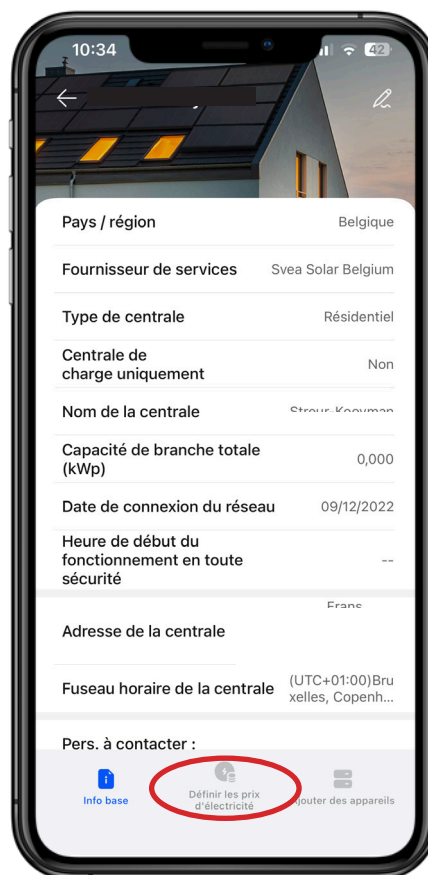 10:34
42
Pays / région
Belgique
Fournisseur de services
Svea Solar Belgium
Type de centrale
Résidentiel
Centrale de
charge uniquement
Non
Nom de la centrale
Capacité de branche totale
(kWp)
0,000
Date de connexion du réseau
09/12/2022
Heure de début du
fonctionnement en toute
sécurité
--
Adresse de la centrale
Fuseau horaire de la centrale
(UTC+01:00)Bru
xelles, Copenh...
Pers. à contacter :
Info base
Définir les prix
d'électricité
des appareils